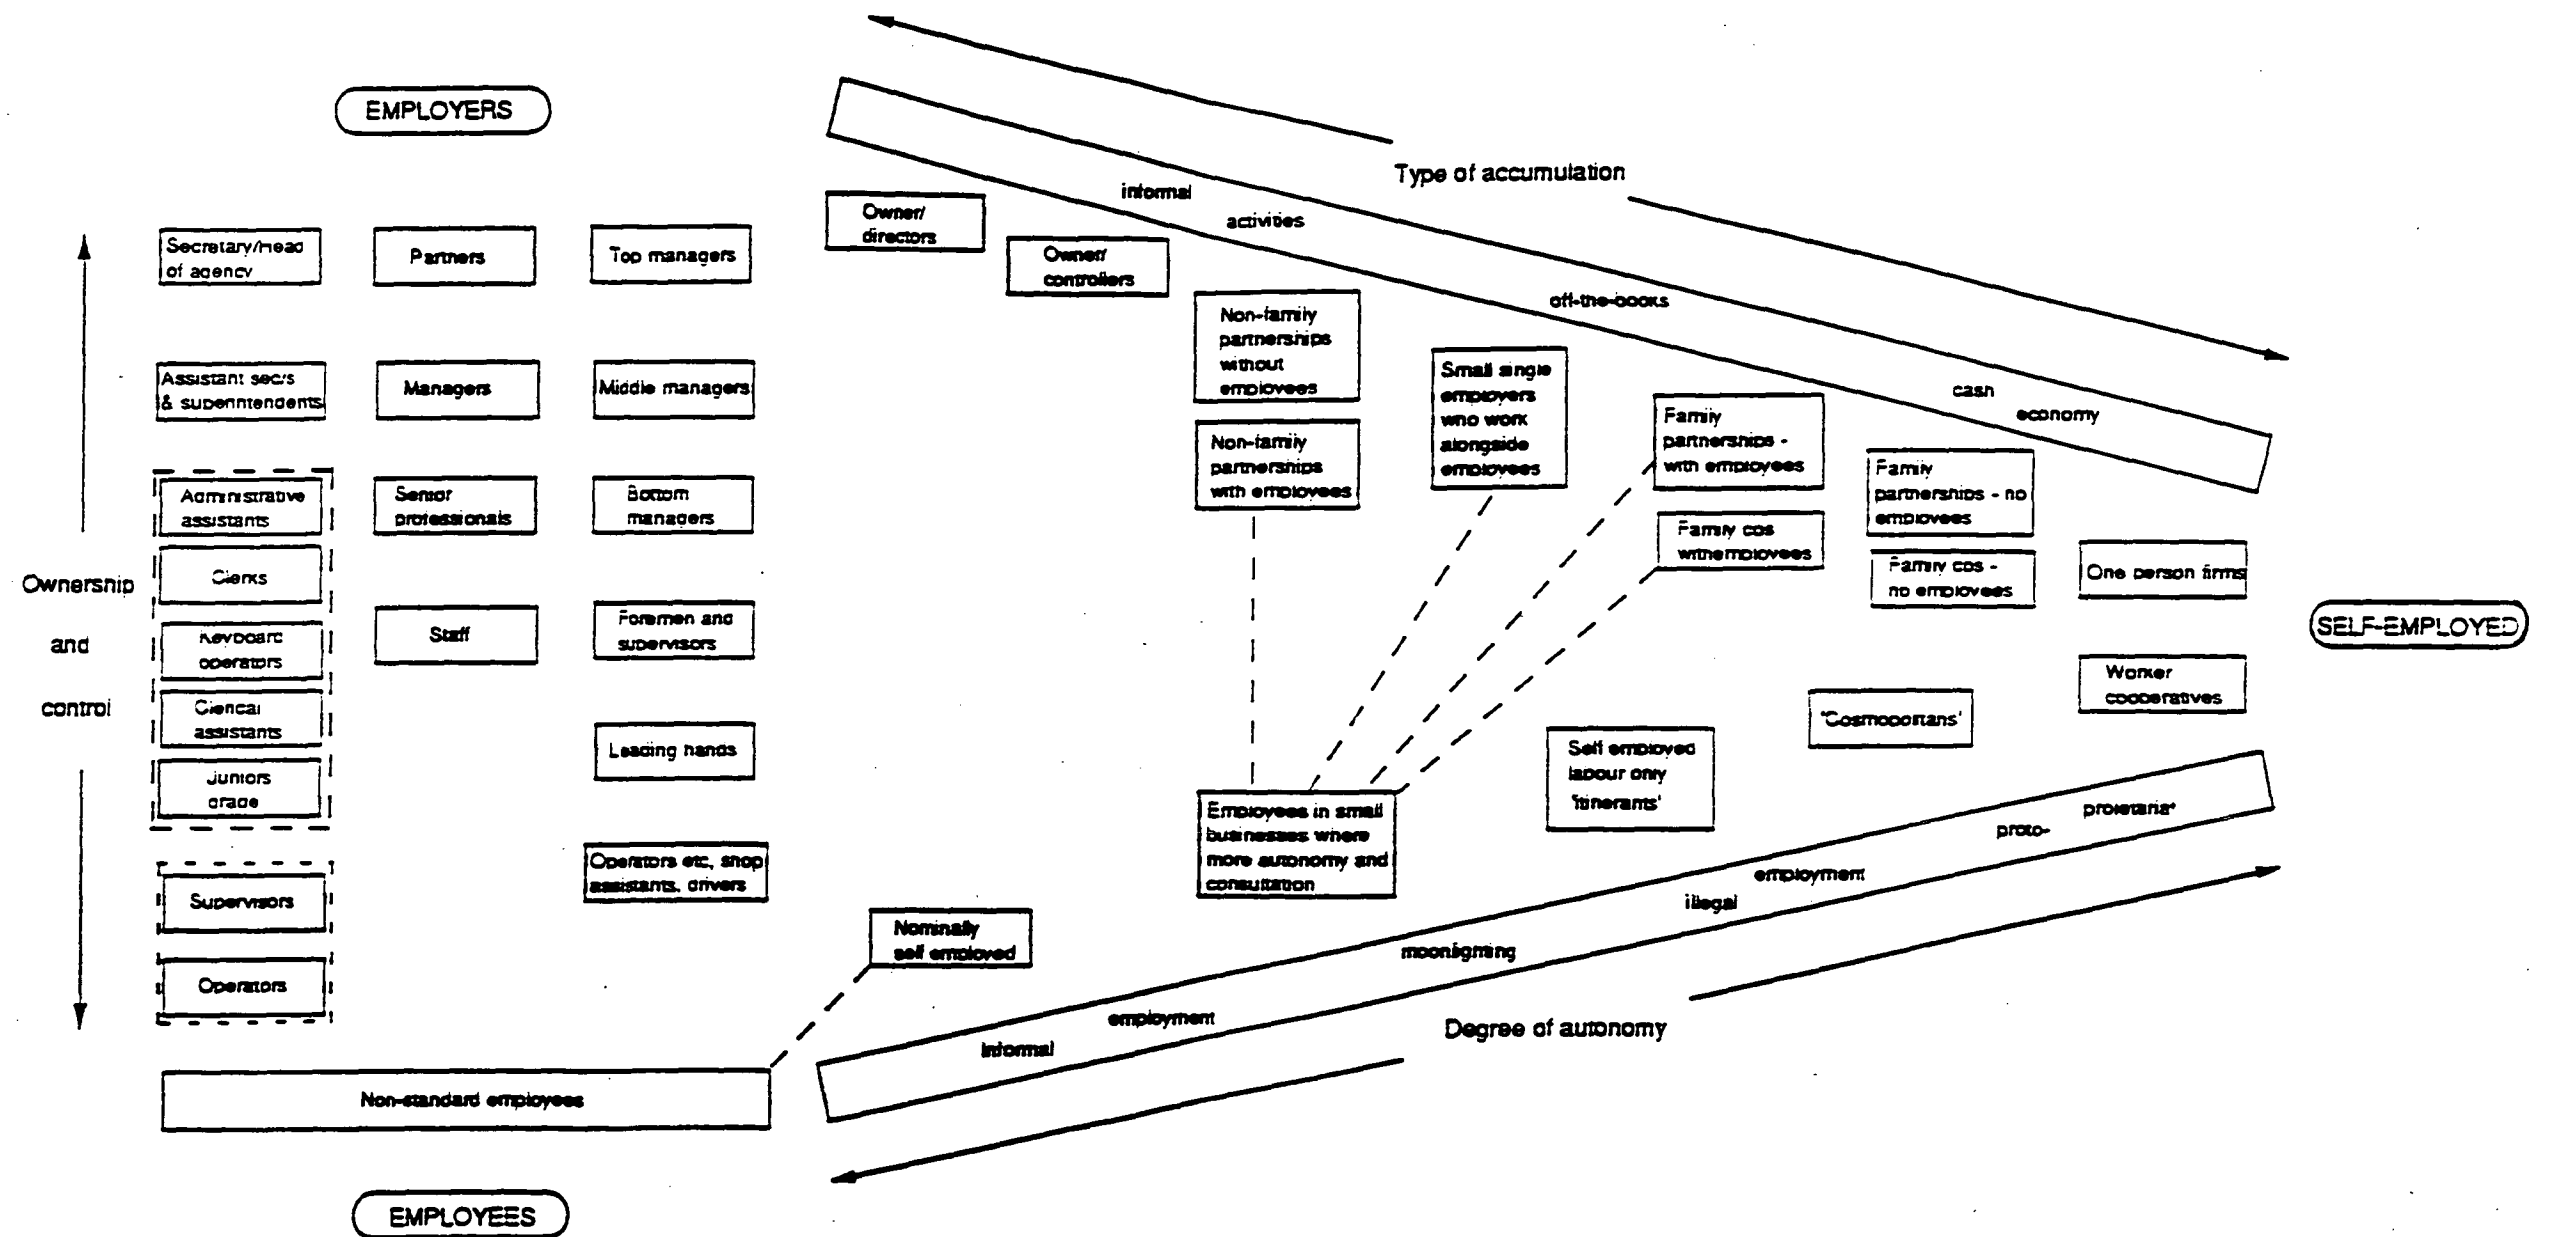 EMPLOYERS
Type of accumulation
informal
activities
off-the-books
cash
economy
Secretary/Head
of agency
Partners
Top managers
Owner/
directors
Owner/
controllers
Assistant sec/s
& superintendents
Managers
Middle managers
Non-family
partnerships
without
employees
Non-family
partnerships
with employees
Small single
employers
who work
alongside
employees
Family
partnerships -
with employees
Family cos
withemployees
Family
partnerships - no
employees
Family cos -
no employees
One person firms
SELF-EMPLOYED
Worker
cooperatives
Administrative
assistants
Senior
professionals
Bottom
managers
Ownership
and
control
Clerks
Keyboard
operators
Staff
Foremen and
supervisors
Clerical
assistants
Leading hands
Juniors
grade
Operators etc, shop
assistants, drivers
Supervisors
Operators
Nominally
self employed
Employees in small
businesses where
more autonomy and
consultation
Self employed
labour only
'itinerants'
'Cosmopolitans'
Non-standard employees
Informal
employment
moonlighting
illegal
employment
proto-
proletariat
Degree of autonomy
EMPLOYEES